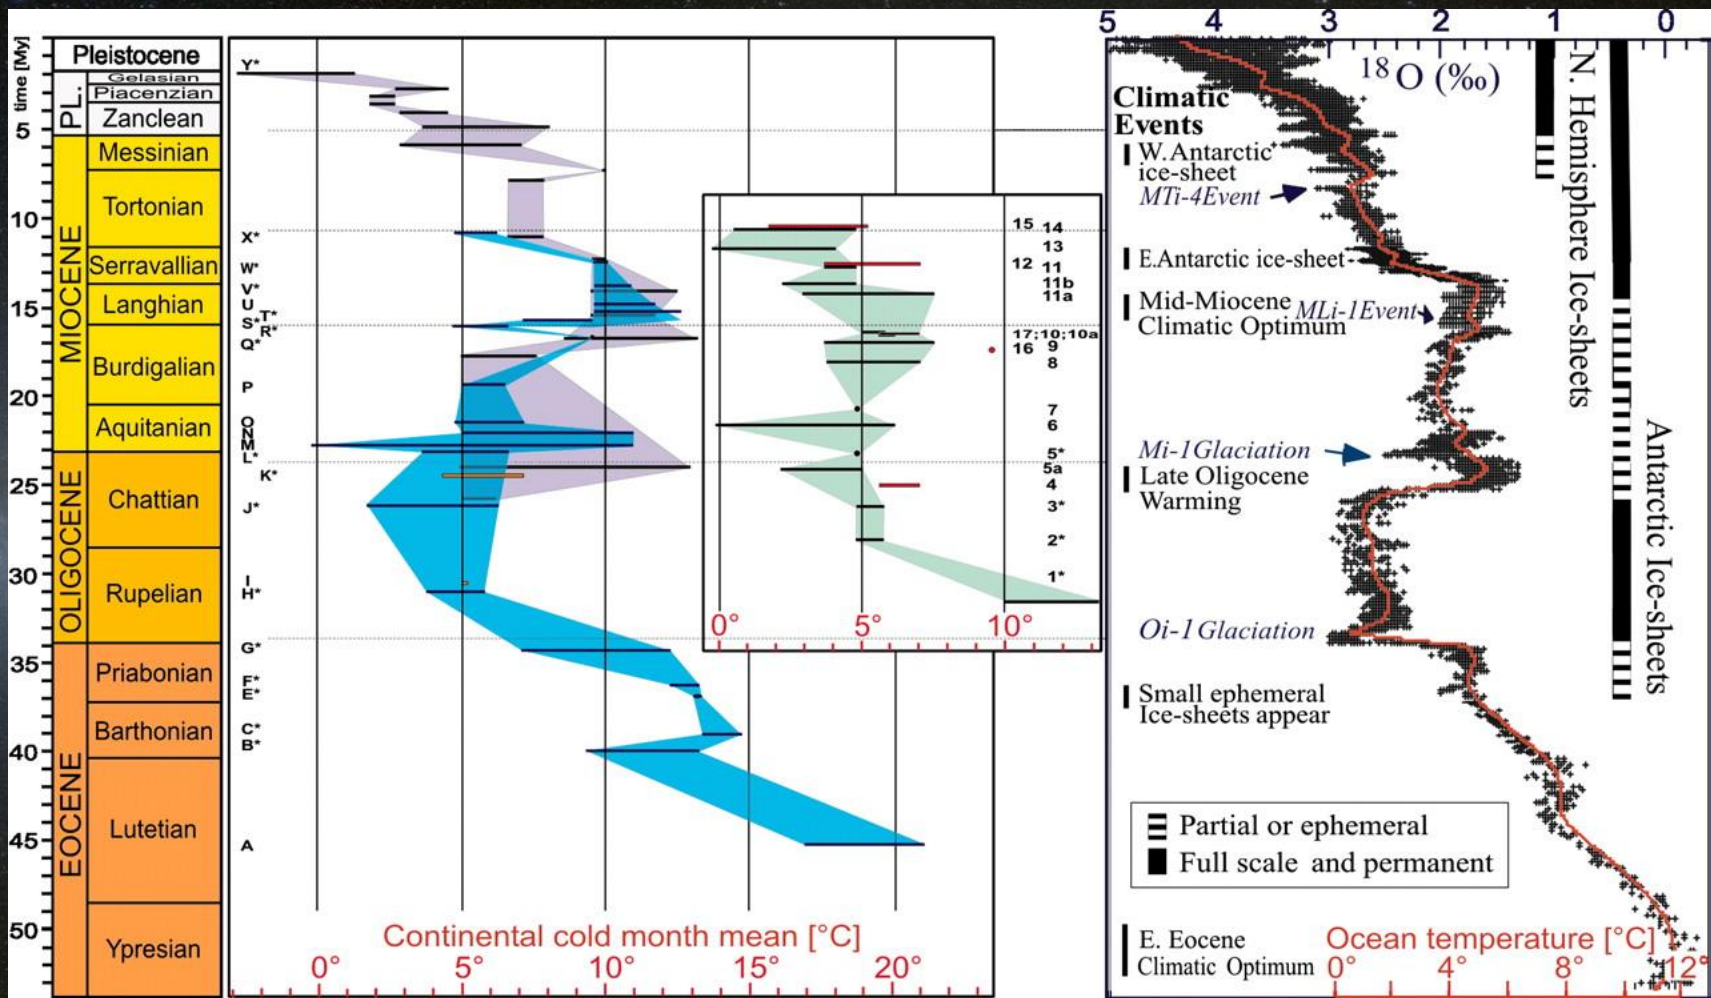 time [My]
5
10
15
20
25
30
35
40
45
50
PL.
MIOCENE
OLIGOCENE
EOCENE
Pleistocene
Gelasian
Piacenzian
Zanclean
Messinian
Tortonian
Serravallian
Langhian
Burdigalian
Aquitanian
Chattian
Rupelian
Priabonian
Barthonian
Lutetian
Ypresian
Y*
X*
W*
V*
U
T*
S*
R*
Q*
P
O
N
M
L*
K*
J*
I
H*
G*
F*
E*
C*
B*
A
Continental cold month mean [°C]
0° 5° 10° 15° 20°
15 14
13
12 11
11b
11a
17;10;10a
16 9
8
7
6
5*
5a
4
3*
2*
1*
0° 5° 10°
5 4 3 2 1 0
18 O (‰)
Climatic
Events
W. Antarctic
ice-sheet
MTi-4Event
E.Antarctic ice-sheet
Mid-Miocene
Climatic Optimum
MLi-1Event
Mi-1Glaciation
Late Oligocene
Warming
Oi-1 Glaciation
Small ephemeral
Ice-sheets appear
Partial or ephemeral
Full scale and permanent
E. Eocene
Climatic Optimum
Ocean temperature [°C]
0° 4° 8° 12°
N. Hemisphere Ice-sheets
Antarctic Ice-sheets